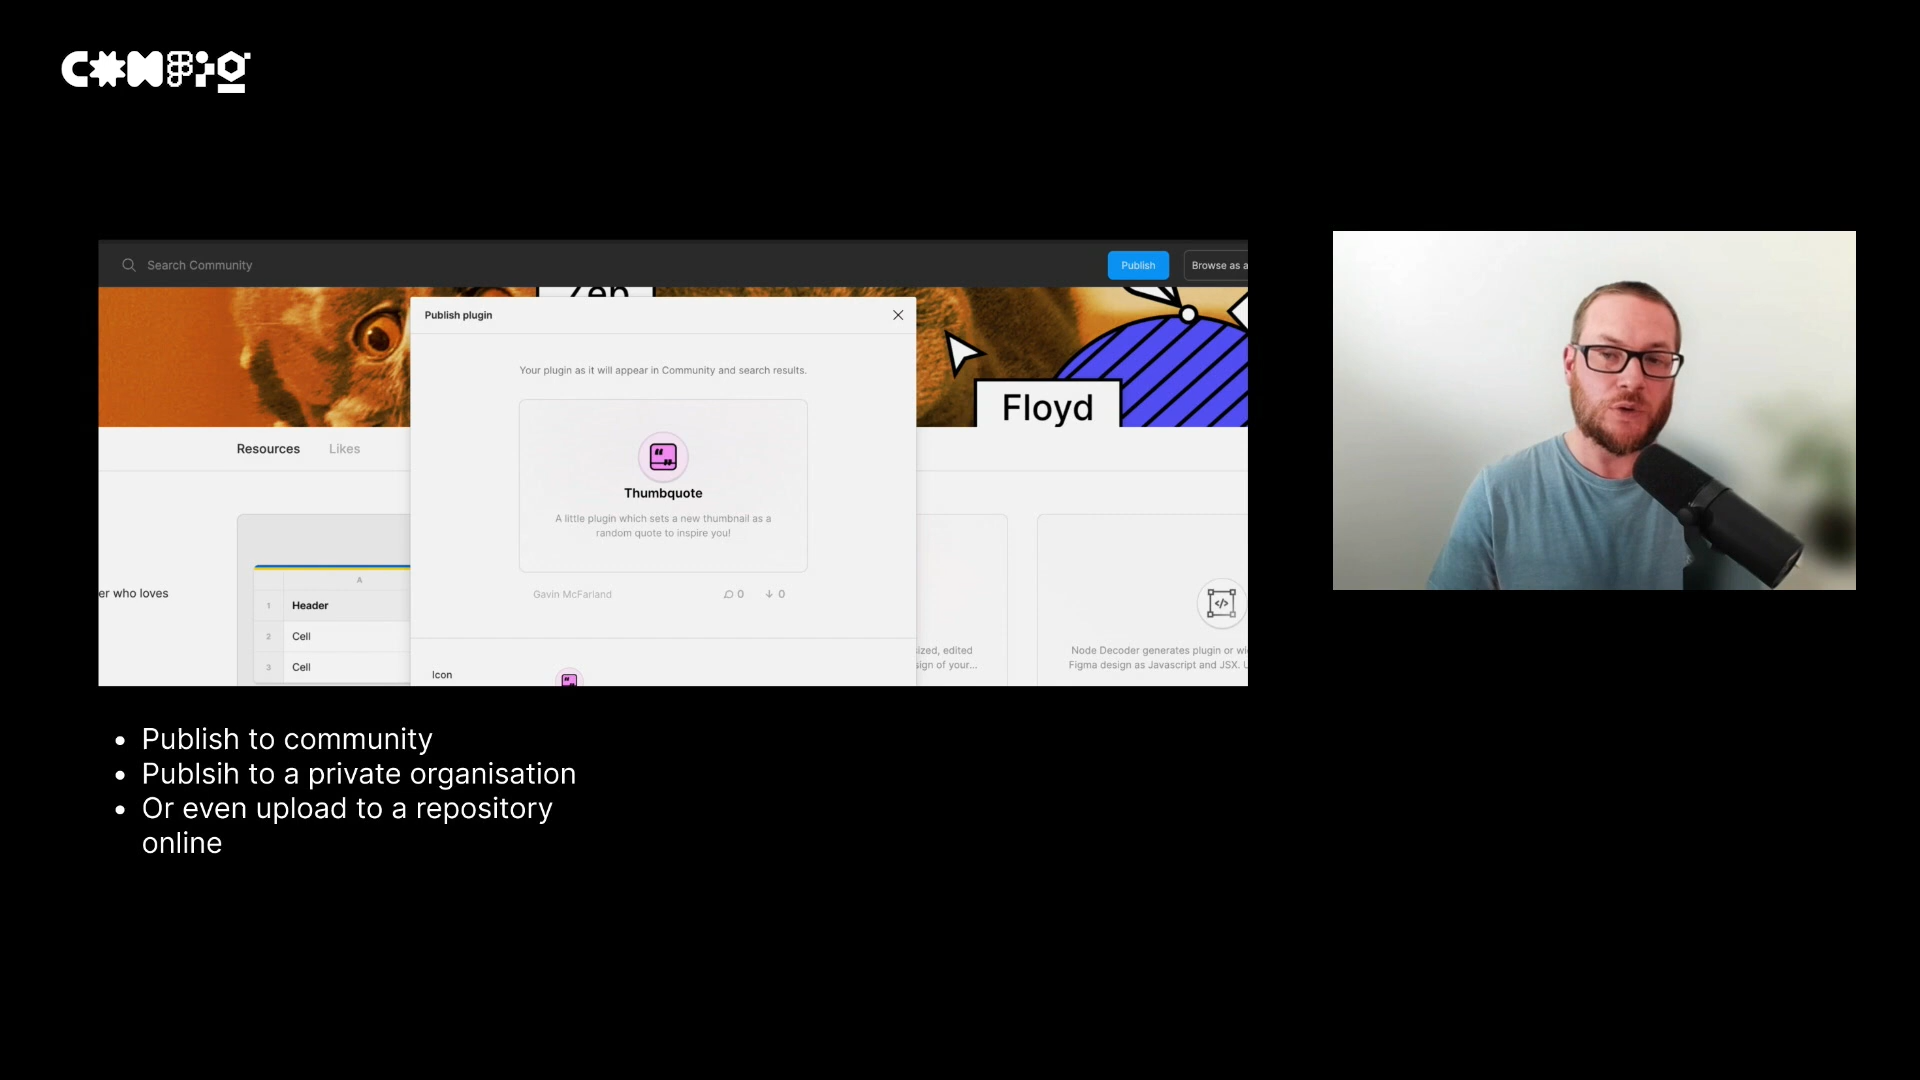 CONFIG
Search Community
Publish
Browse as a
Zen
Publish plugin
Your plugin as it will appear in Community and search results.
Floyd
Resources
Likes
Thumbquote
A little plugin which sets a new thumbnail as a
random quote to inspire you!
Gavin McFarland
0
0
er who loves
A
1
Header
2
Cell
3
Cell
ized, edited
sign of your...
Node Decoder generates plugin or wi
Figma design as Javascript and JSX. U
Icon
• Publish to community
• Publsih to a private organisation
• Or even upload to a repository
online